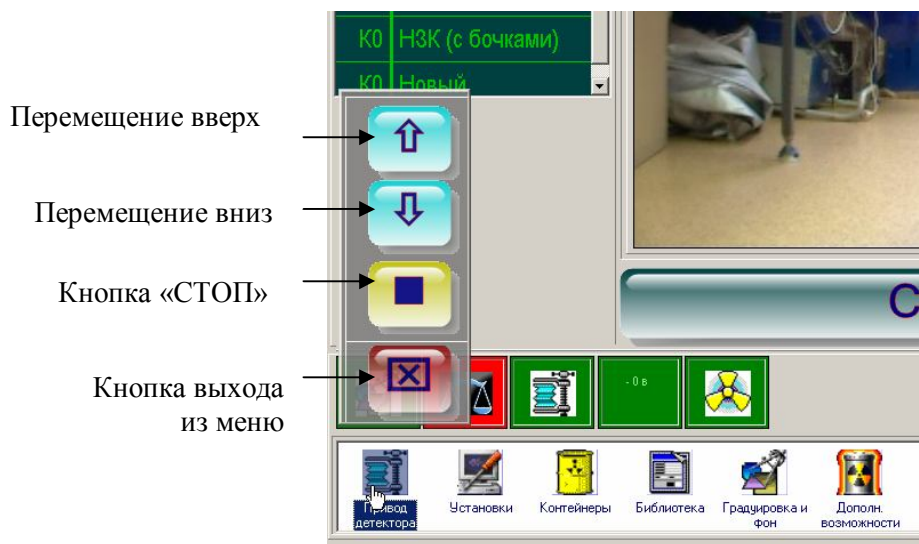 К0 НЗК (с бочками)
К0 Новый
Перемещение вверх
Перемещение вниз
Кнопка «СТОП»
Кнопка выхода
из меню
С
- 0 в
Привод
детектора
Установки
Контейнеры
Библиотека
Градуировка и
фон
Дополн.
возможности